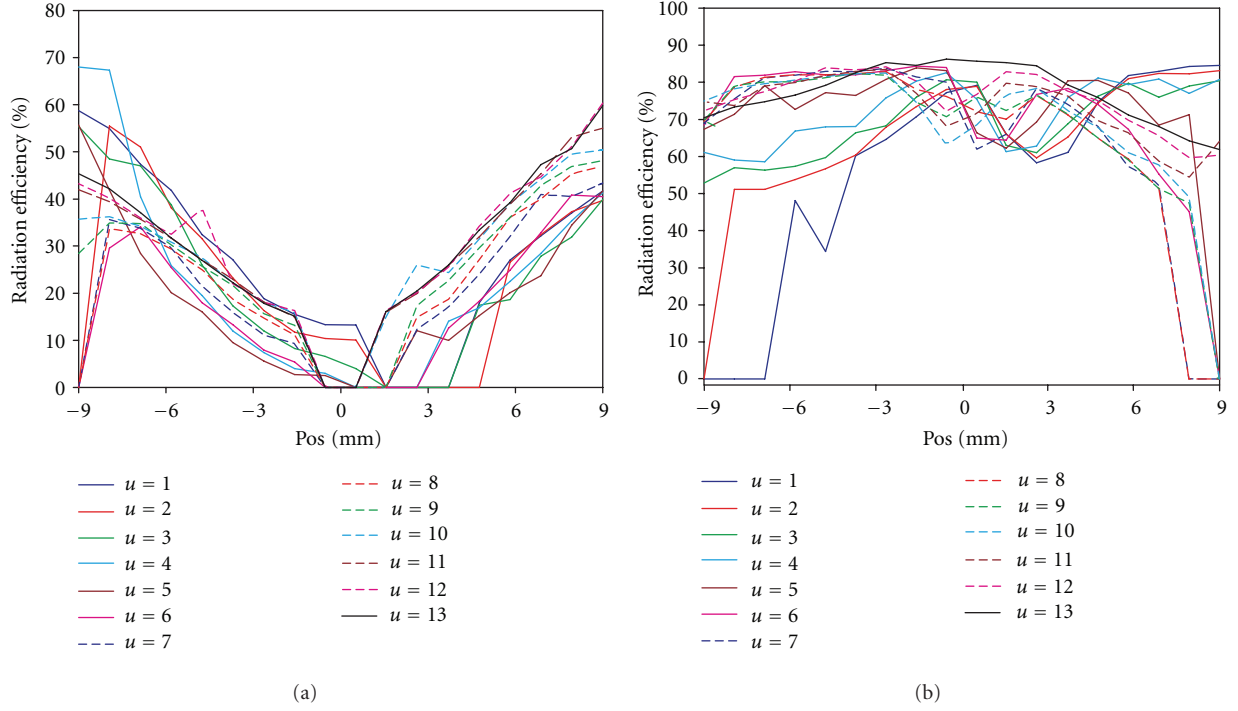 80
70
60
50
40
30
20
10
0
Radiation efficiency (%)
−9
−6
−3
0
3
6
9
Pos (mm)
u = 1
u = 2
u = 3
u = 4
u = 5
u = 6
u = 7
u = 8
u = 9
u = 10
u = 11
u = 12
u = 13
(a)
100
90
80
70
60
50
40
30
20
10
0
Radiation efficiency (%)
−9
−6
−3
0
3
6
9
Pos (mm)
u = 1
u = 2
u = 3
u = 4
u = 5
u = 6
u = 7
u = 8
u = 9
u = 10
u = 11
u = 12
u = 13
(b)